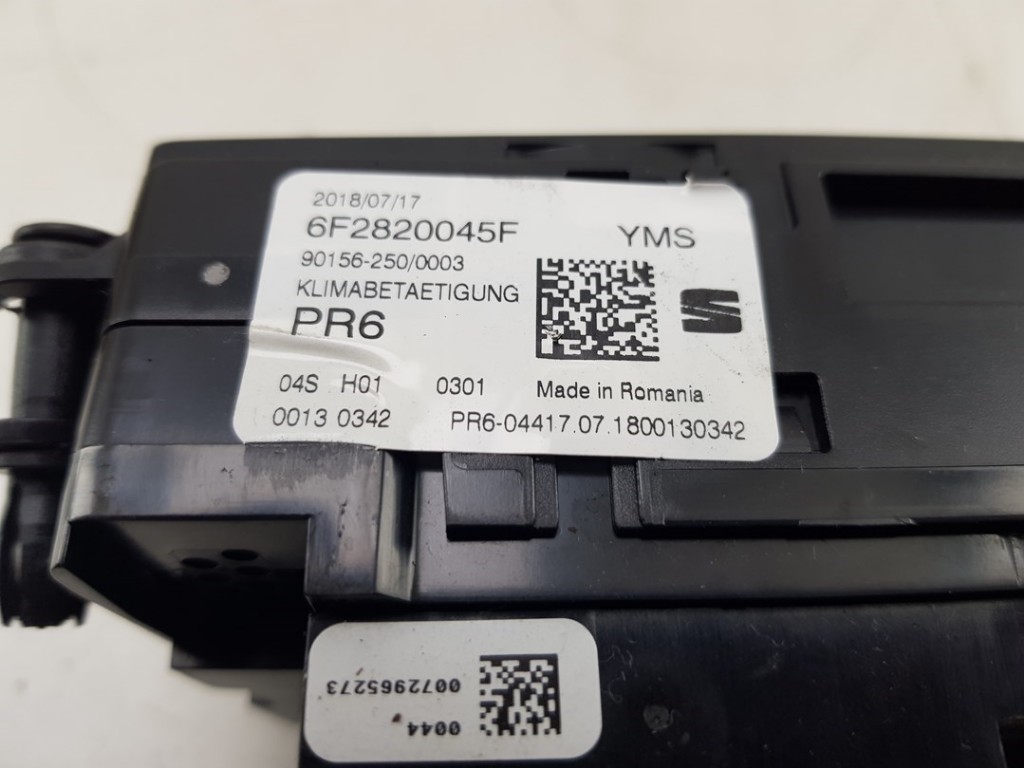 2018/07/17
6F2820045F YMS
90156-250/0003
KLIMABETAETIGUNG
PR6
04S H01 0301 Made in Romania
0013 0342 PR6-04417.07.1800130342
0044
0072965273